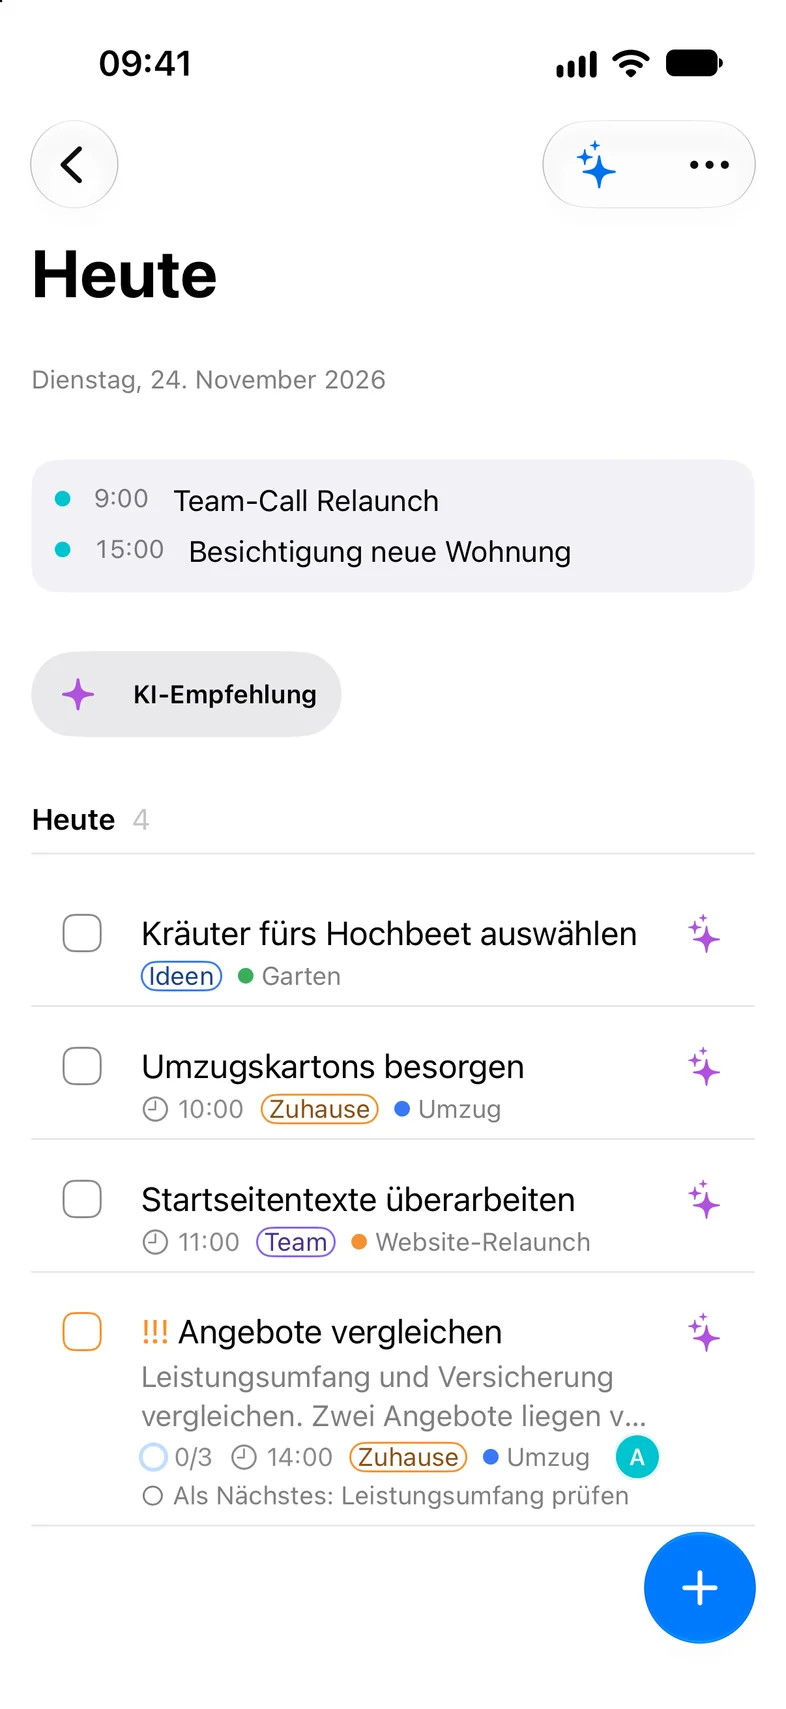 09:41
Heute
Dienstag, 24. November 2026
9:00 Team-Call Relaunch
15:00 Besichtigung neue Wohnung
KI-Empfehlung
Heute 4
Kräuter fürs Hochbeet auswählen
Ideen Garten
Umzugskartons besorgen
10:00 Zuhause Umzug
Startseitentexte überarbeiten
11:00 Team Website-Relaunch
!!! Angebote vergleichen
Leistungsumfang und Versicherung
vergleichen. Zwei Angebote liegen v...
0/3 14:00 Zuhause Umzug A
Als Nächstes: Leistungsumfang prüfen